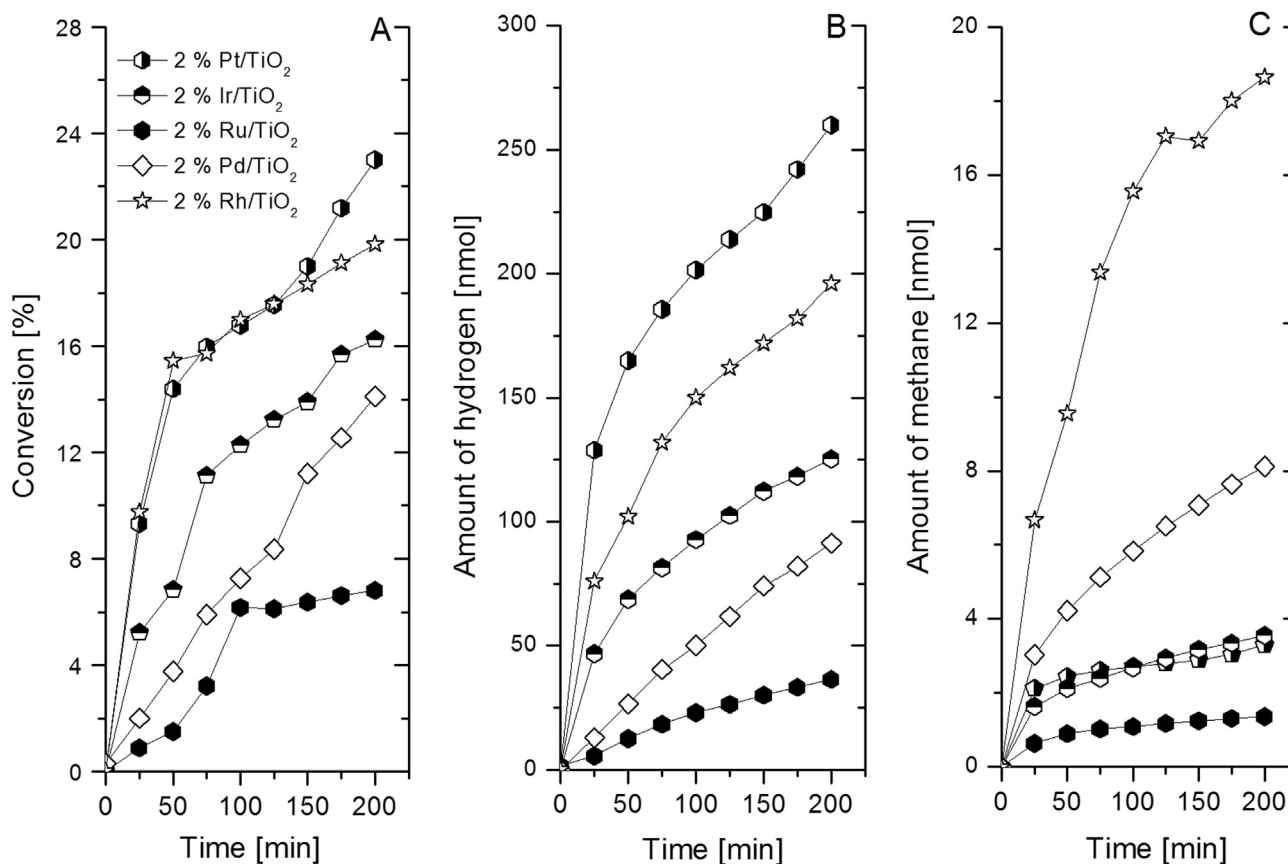 A
28
24
20
16
12
8
4
0
Conversion [%]
2 % Pt/TiO₂
2 % Ir/TiO₂
2 % Ru/TiO₂
2 % Pd/TiO₂
2 % Rh/TiO₂
0 50 100 150 200
Time [min]
B
300
250
200
150
100
50
0
Amount of hydrogen [nmol]
0 50 100 150 200
Time [min]
C
20
16
12
8
4
0
Amount of methane [nmol]
0 50 100 150 200
Time [min]